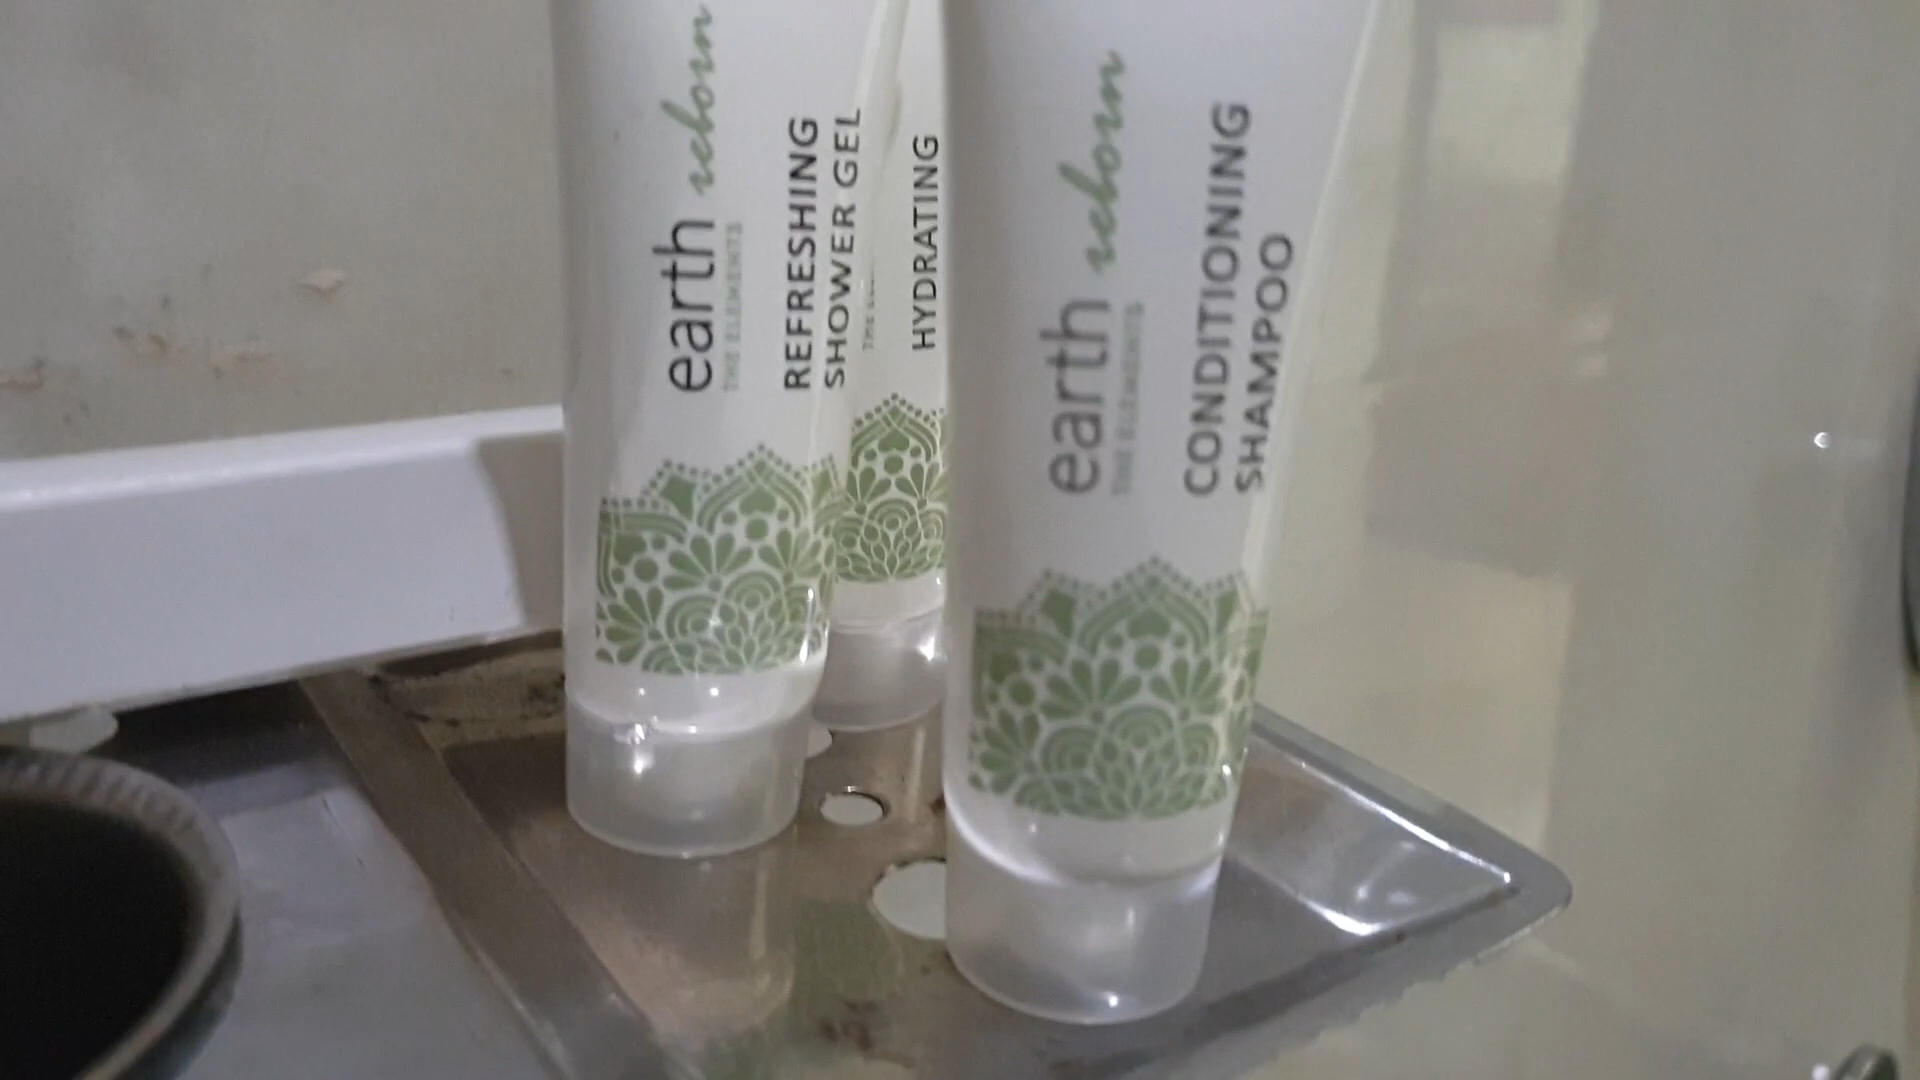 earth reborn
THE ELEMENTS
REFRESHING
SHOWER GEL
HYDRATING
earth reborn
THE ELEMENTS
CONDITIONING
SHAMPOO